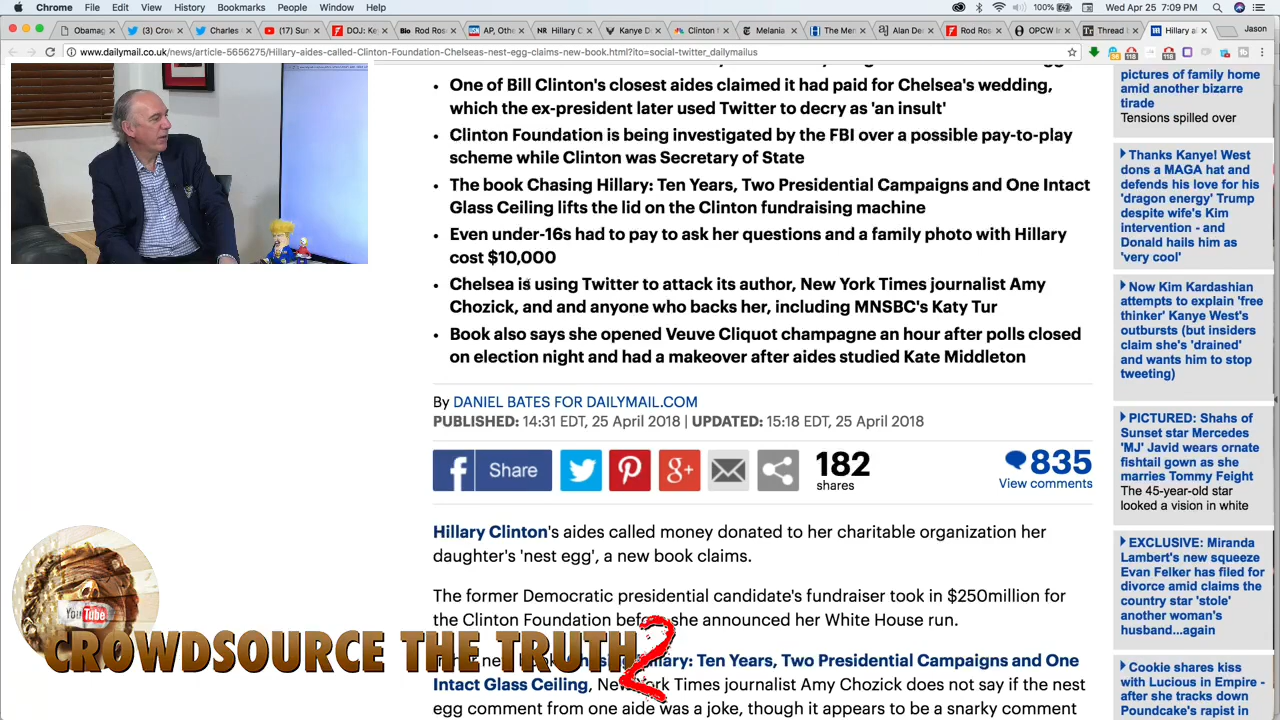 Chrome File Edit View History Bookmarks People Window Help
100% Wed Apr 25 7:09 PM
Obamag (3) Crow Charles (17) Sun DOJ: Ke Rod Ros AP, Othe Hillary C Kanye D Clinton Melania The Mer Alan Der Rod Ros OPCW in Thread b Hillary ai Jason
www.dailymail.co.uk/news/article-5656275/Hillary-aides-called-Clinton-Foundation-Chelseas-nest-egg-claims-new-book.html?ito=social-twitter_dailymailus
• One of Bill Clinton's closest aides claimed it had paid for Chelsea's wedding,
which the ex-president later used Twitter to decry as 'an insult'
• Clinton Foundation is being investigated by the FBI over a possible pay-to-play
scheme while Clinton was Secretary of State
• The book Chasing Hillary: Ten Years, Two Presidential Campaigns and One Intact
Glass Ceiling lifts the lid on the Clinton fundraising machine
• Even under-16s had to pay to ask her questions and a family photo with Hillary
cost $10,000
• Chelsea is using Twitter to attack its author, New York Times journalist Amy
Chozick, and and anyone who backs her, including MNSBC's Katy Tur
• Book also says she opened Veuve Cliquot champagne an hour after polls closed
on election night and had a makeover after aides studied Kate Middleton
By DANIEL BATES FOR DAILYMAIL.COM
PUBLISHED: 14:31 EDT, 25 April 2018 | UPDATED: 15:18 EDT, 25 April 2018
Share
182
shares
835
View comments
Hillary Clinton's aides called money donated to her charitable organization her
daughter's 'nest egg', a new book claims.
The former Democratic presidential candidate's fundraiser took in $250million for
the Clinton Foundation before she announced her White House run.
Hillary: Ten Years, Two Presidential Campaigns and One
Intact Glass Ceiling, New York Times journalist Amy Chozick does not say if the nest
egg comment from one aide was a joke, though it appears to be a snarky comment
pictures of family home
amid another bizarre
tirade
Tensions spilled over
Thanks Kanye! West
dons a MAGA hat and
defends his love for his
'dragon energy' Trump
despite wife's Kim
intervention - and
Donald hails him as
'very cool'
Now Kim Kardashian
attempts to explain 'free
thinker' Kanye West's
outbursts (but insiders
claim she's 'drained'
and wants him to stop
tweeting)
PICTURED: Shahs of
Sunset star Mercedes
'MJ' Javid wears ornate
fishtail gown as she
marries Tommy Feight
The 45-year-old star
looked a vision in white
EXCLUSIVE: Miranda
Lambert's new squeeze
Evan Felker has filed for
divorce amid claims the
country star 'stole'
another woman's
husband...again
Cookie shares kiss
with Lucious in Empire -
after she tracks down
Poundcake's rapist in
YouTube
CROWDSOURCE THE TRUTH 2